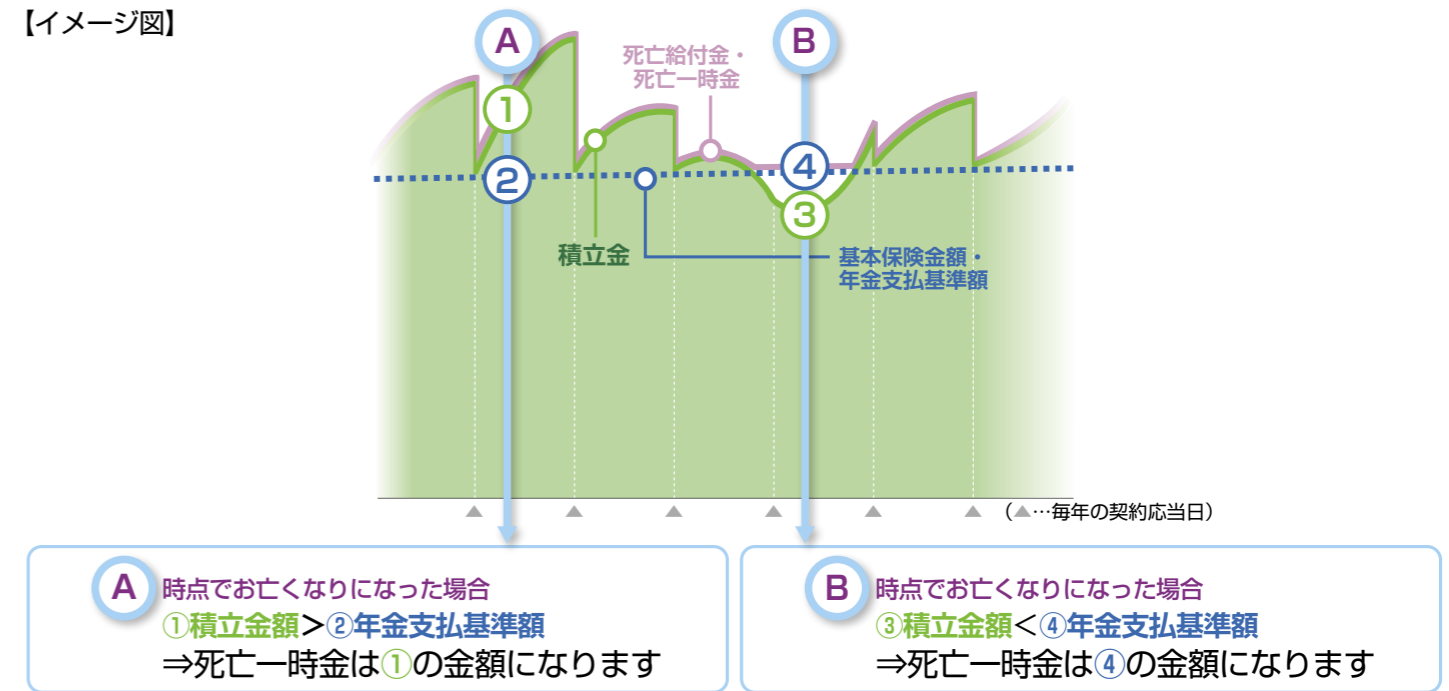 【イメージ図】
A
B
死亡給付金・
死亡一時金
①
②
④
③
積立金
基本保険金額・
年金支払基準額
（▲…毎年の契約応当日）
A 時点でお亡くなりになった場合
①積立金額＞②年金支払基準額
⇒死亡一時金は①の金額になります
B 時点でお亡くなりになった場合
③積立金額＜④年金支払基準額
⇒死亡一時金は④の金額になります